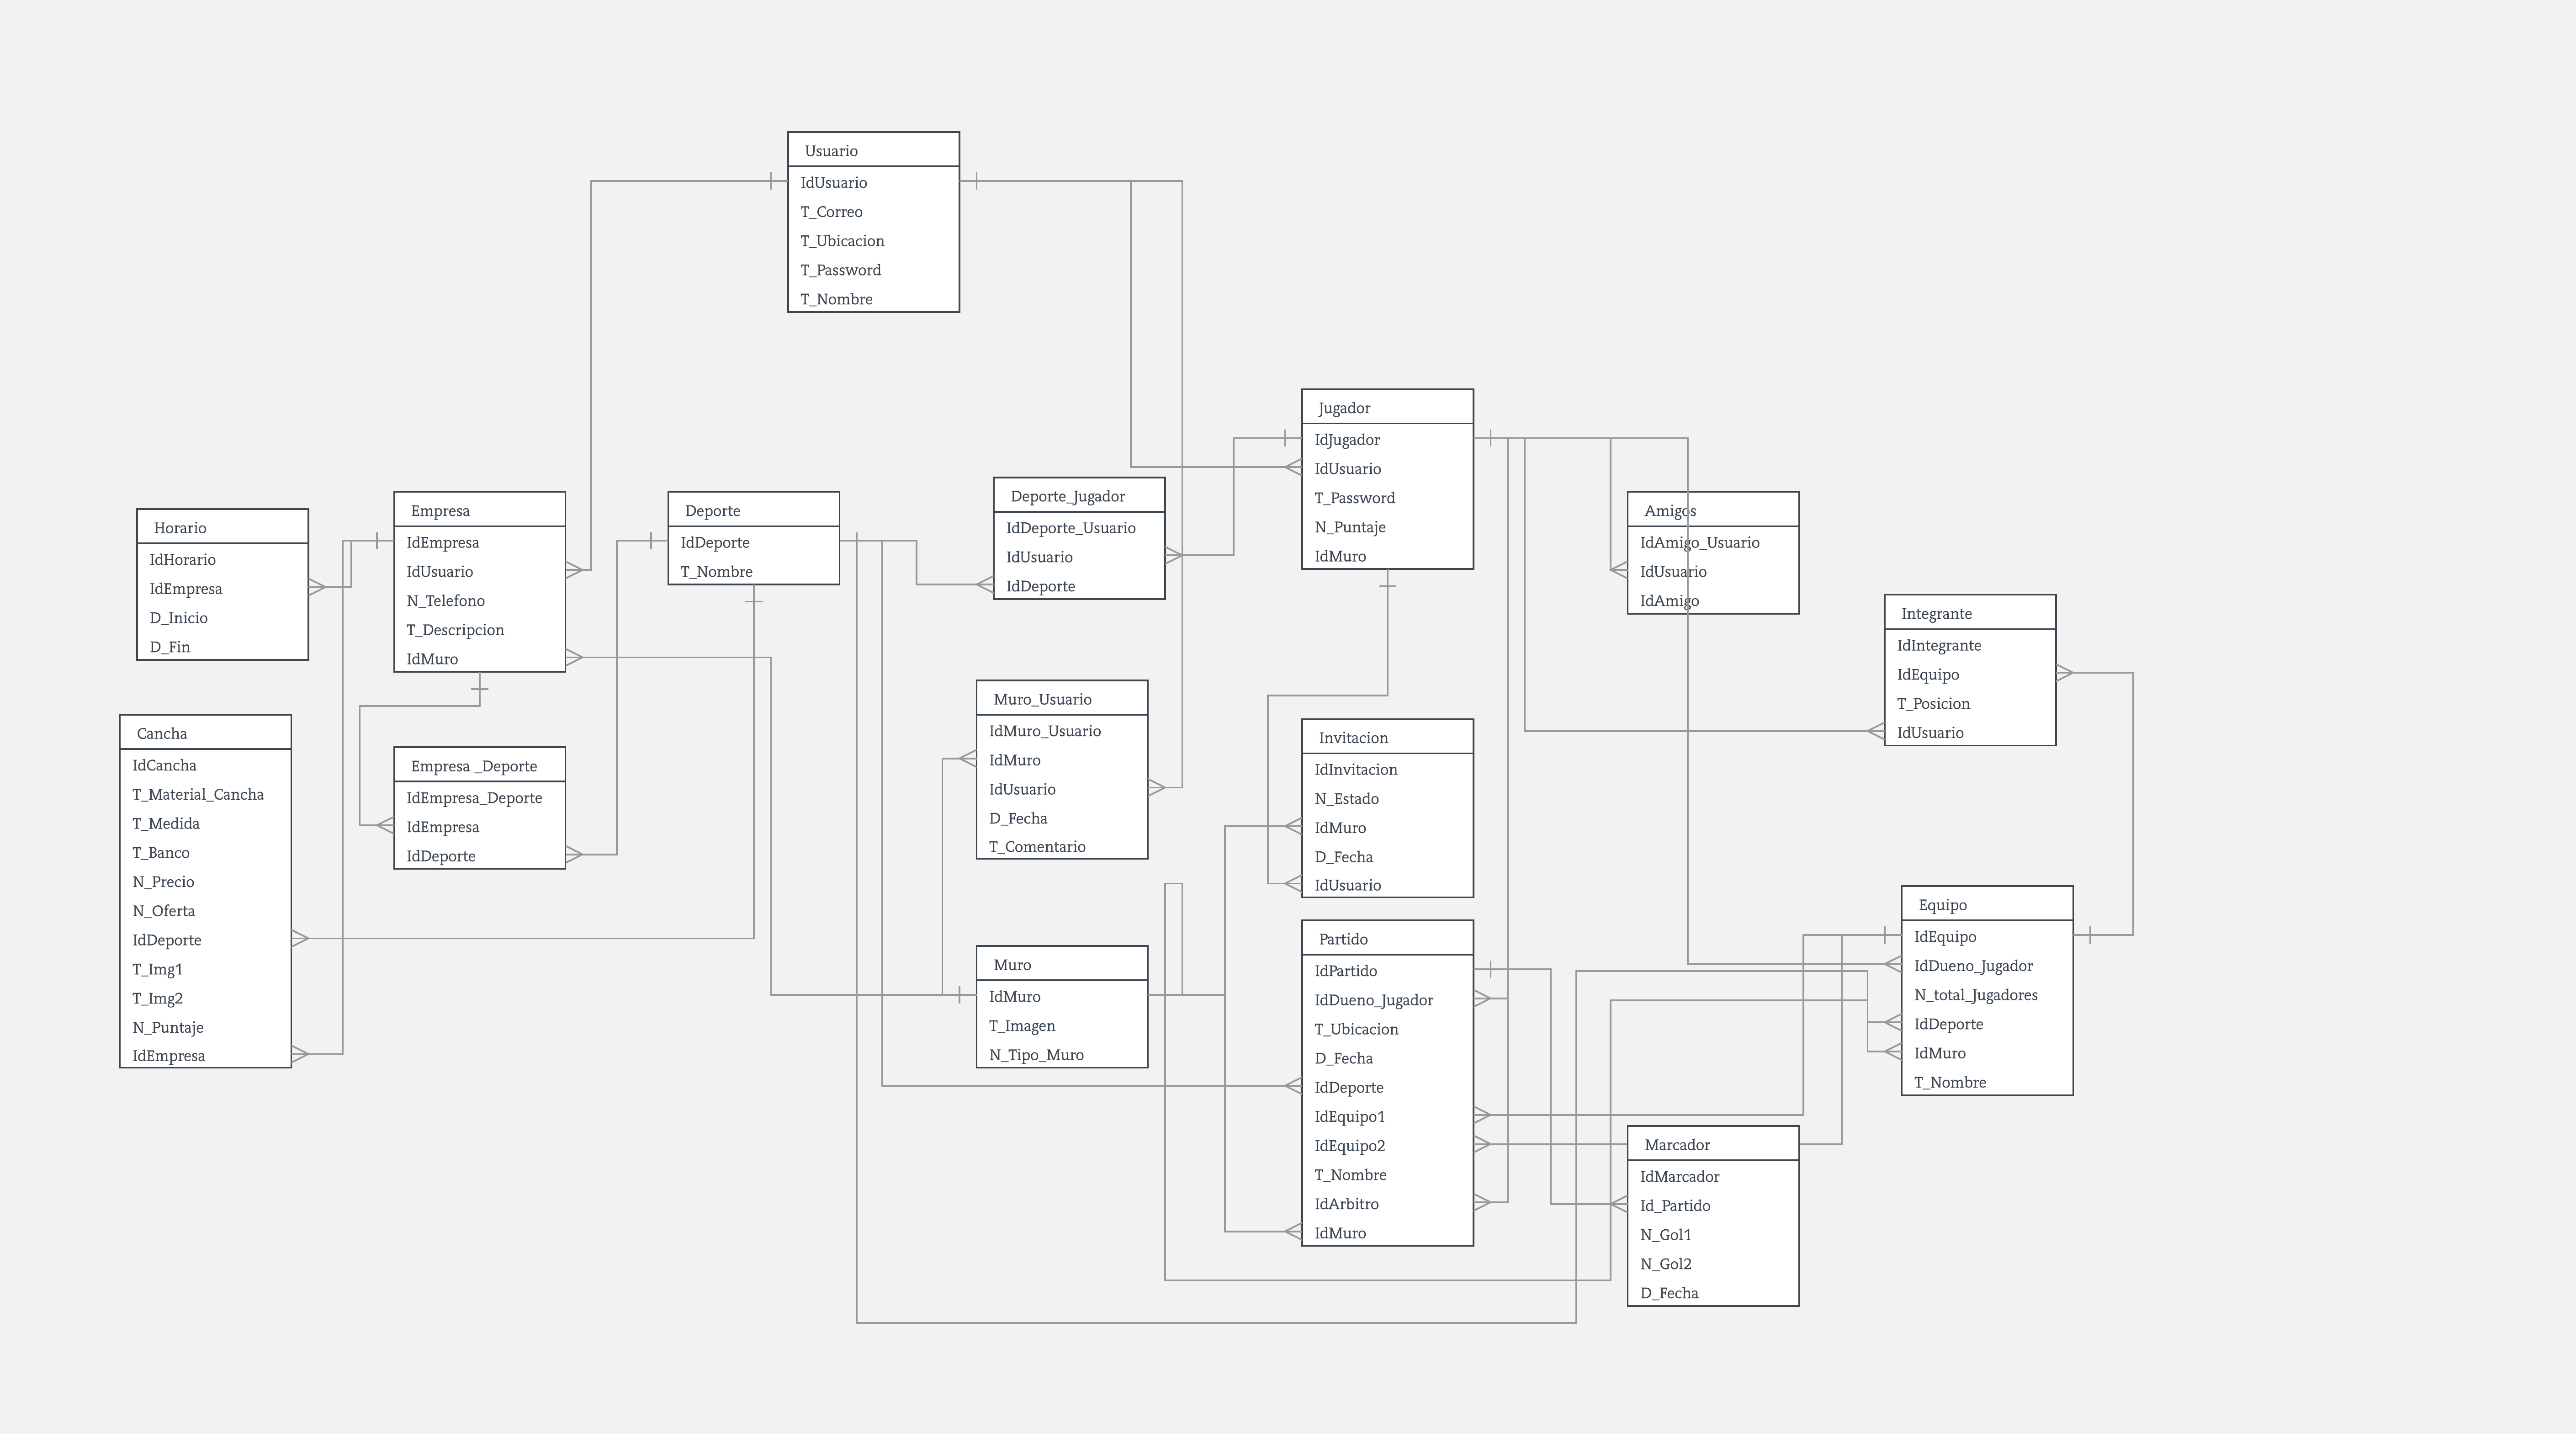 Usuario
IdUsuario
T_Correo
T_Ubicacion
T_Password
T_Nombre
Jugador
IdJugador
IdUsuario
T_Password
N_Puntaje
IdMuro
Horario
IdHorario
IdEmpresa
D_Inicio
D_Fin
Empresa
IdEmpresa
IdUsuario
N_Telefono
T_Descripcion
IdMuro
Deporte
IdDeporte
T_Nombre
Deporte_Jugador
IdDeporte_Usuario
IdUsuario
IdDeporte
Amigos
IdAmigo_Usuario
IdUsuario
IdAmigo
Integrante
IdIntegrante
IdEquipo
T_Posicion
IdUsuario
Cancha
IdCancha
T_Material_Cancha
T_Medida
T_Banco
N_Precio
N_Oferta
IdDeporte
T_Img1
T_Img2
N_Puntaje
IdEmpresa
Empresa _Deporte
IdEmpresa_Deporte
IdEmpresa
IdDeporte
Muro_Usuario
IdMuro_Usuario
IdMuro
IdUsuario
D_Fecha
T_Comentario
Invitacion
IdInvitacion
N_Estado
IdMuro
D_Fecha
IdUsuario
Muro
IdMuro
T_Imagen
N_Tipo_Muro
Partido
IdPartido
IdDueno_Jugador
T_Ubicacion
D_Fecha
IdDeporte
IdEquipo1
IdEquipo2
T_Nombre
IdArbitro
IdMuro
Equipo
IdEquipo
IdDueno_Jugador
N_total_Jugadores
IdDeporte
IdMuro
T_Nombre
Marcador
IdMarcador
Id_Partido
N_Gol1
N_Gol2
D_Fecha